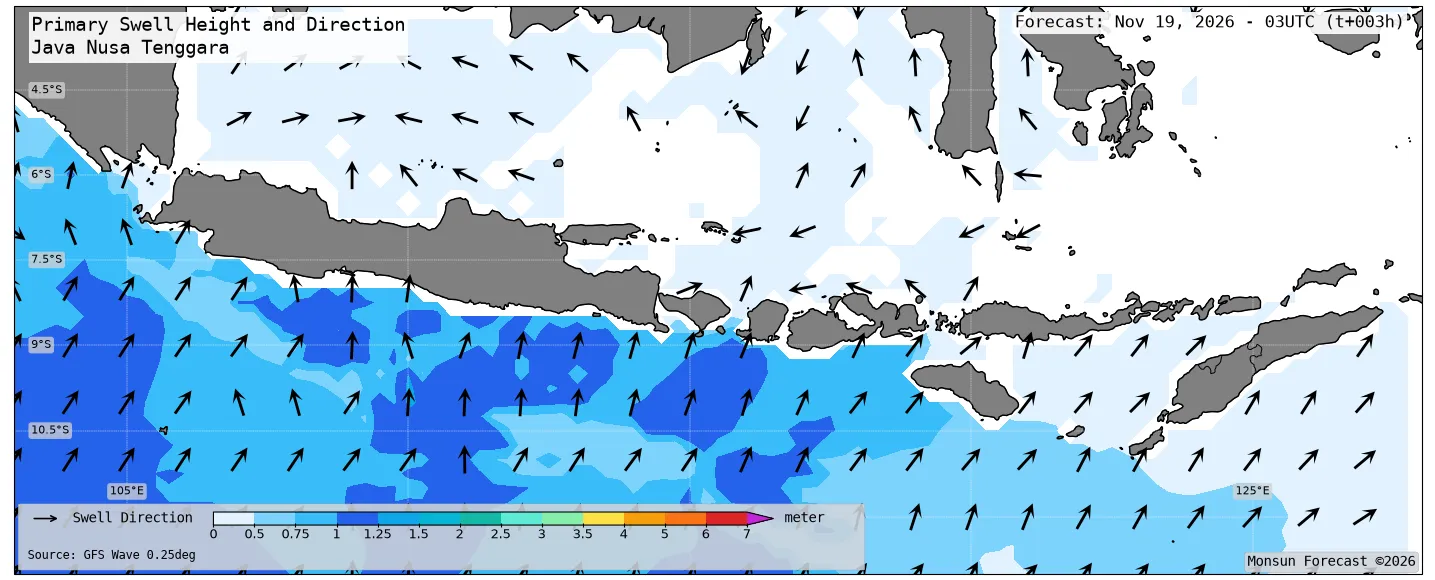 Primary Swell Height and Direction
Java Nusa Tenggara
Forecast: Nov 19, 2026 - 03UTC (t+003h)
4.5°S
6°S
7.5°S
9°S
10.5°S
105°E
125°E
Swell Direction
0 0.5 0.75 1 1.25 1.5 2 2.5 3 3.5 4 5 6 7
meter
Source: GFS Wave 0.25deg
Monsun Forecast ©2026